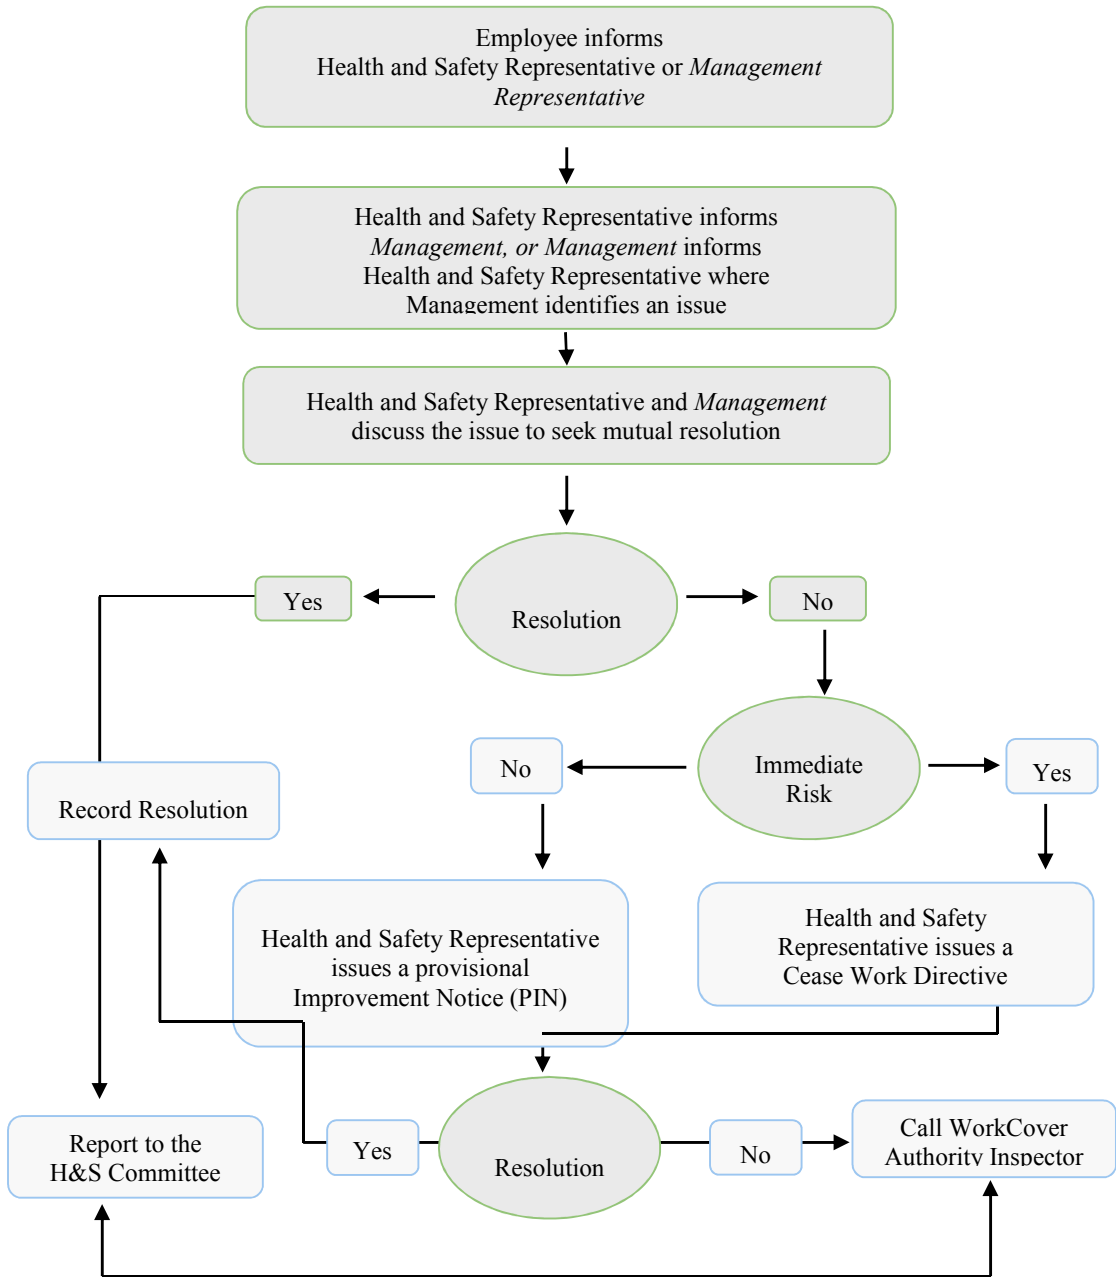 Employee informs
Health and Safety Representative or Management
Representative
Health and Safety Representative informs
Management, or Management informs
Health and Safety Representative where
Management identifies an issue
Health and Safety Representative and Management
discuss the issue to seek mutual resolution
Resolution
Yes
No
Immediate
Risk
No
Yes
Record Resolution
Health and Safety Representative
issues a provisional
Improvement Notice (PIN)
Health and Safety
Representative issues a
Cease Work Directive
Resolution
Yes
No
Report to the
H&S Committee
Call WorkCover
Authority Inspector